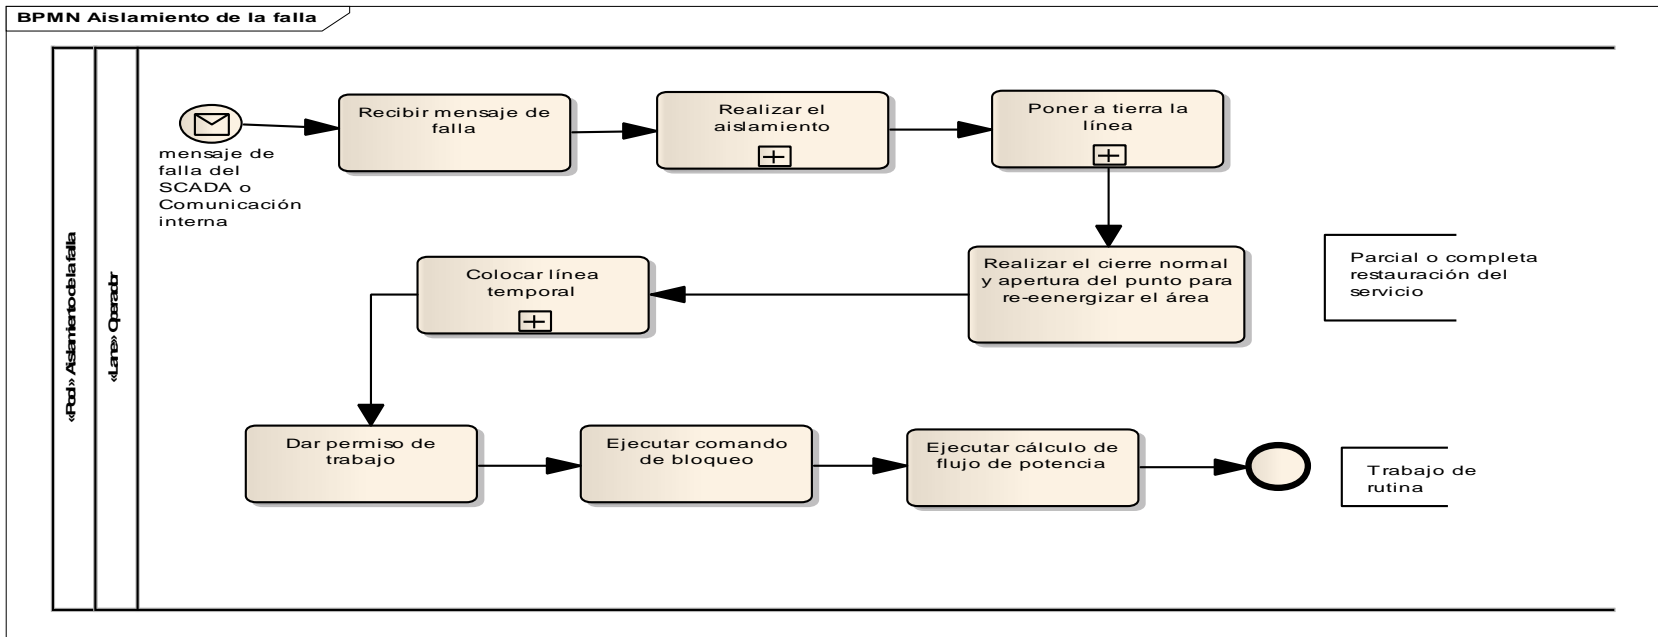 BPMN Aislamiento de la falla
«Pool» Aislamiento de la falla
«Lane» Operador
mensaje de
falla del
SCADA o
Comunicación
interna
Recibir mensaje de
falla
Realizar el
aislamiento
Poner a tierra la
línea
Realizar el cierre normal
y apertura del punto para
re-eenergizar el área
Colocar línea
temporal
Parcial o completa
restauración del
servicio
Dar permiso de
trabajo
Ejecutar comando
de bloqueo
Ejecutar cálculo de
flujo de potencia
Trabajo de
rutina